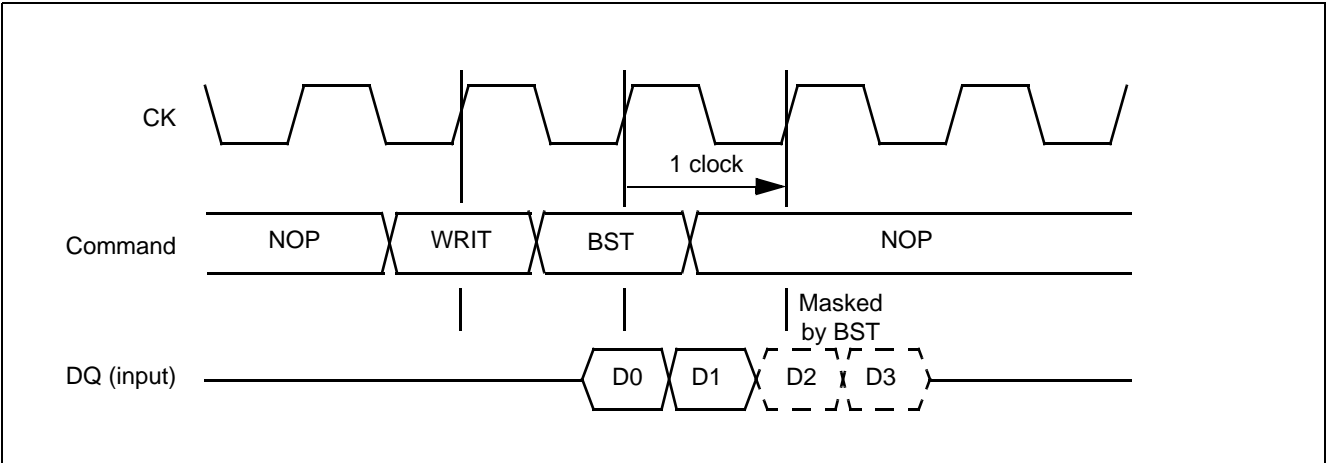 CK
1 clock
Command NOP WRIT BST NOP
Masked
by BST
DQ (input) D0 D1 D2 D3